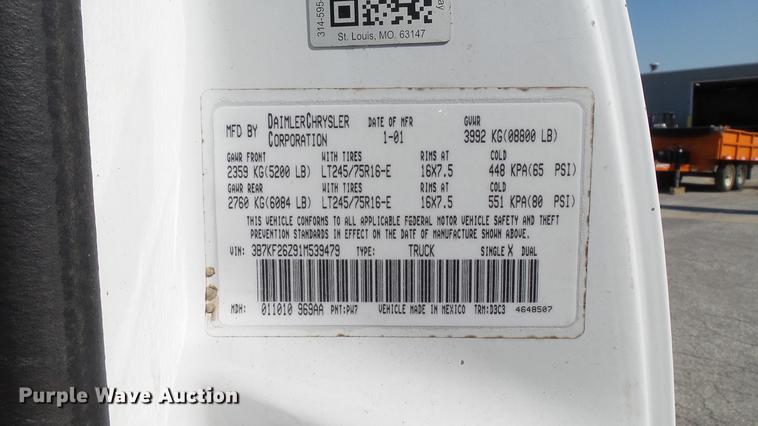 314-595
way
St. Louis, MO. 63147
MFD BY DAIMLERCHRYSLER CORPORATION DATE OF MFR 1-01 GVWR 3992 KG(08800 LB)
GAWR FRONT WITH TIRES RIMS AT COLD
2359 KG(5200 LB) LT245/75R16-E 16X7.5 448 KPA(65 PSI)
GAWR REAR WITH TIRES RIMS AT COLD
2760 KG(6084 LB) LT245/75R16-E 16X7.5 551 KPA(80 PSI)
THIS VEHICLE CONFORMS TO ALL APPLICABLE FEDERAL MOTOR VEHICLE SAFETY AND THEFT
PREVENTION STANDARDS IN EFFECT ON THE DATE OF MANUFACTURE SHOWN ABOVE.
VIN: 3B7KF26Z91M539479 TYPE: TRUCK SINGLE X DUAL
MDH: 011010 969AA PNT:PW7 VEHICLE MADE IN MEXICO TRM:D3C3 4648507
Purple Wave Auction